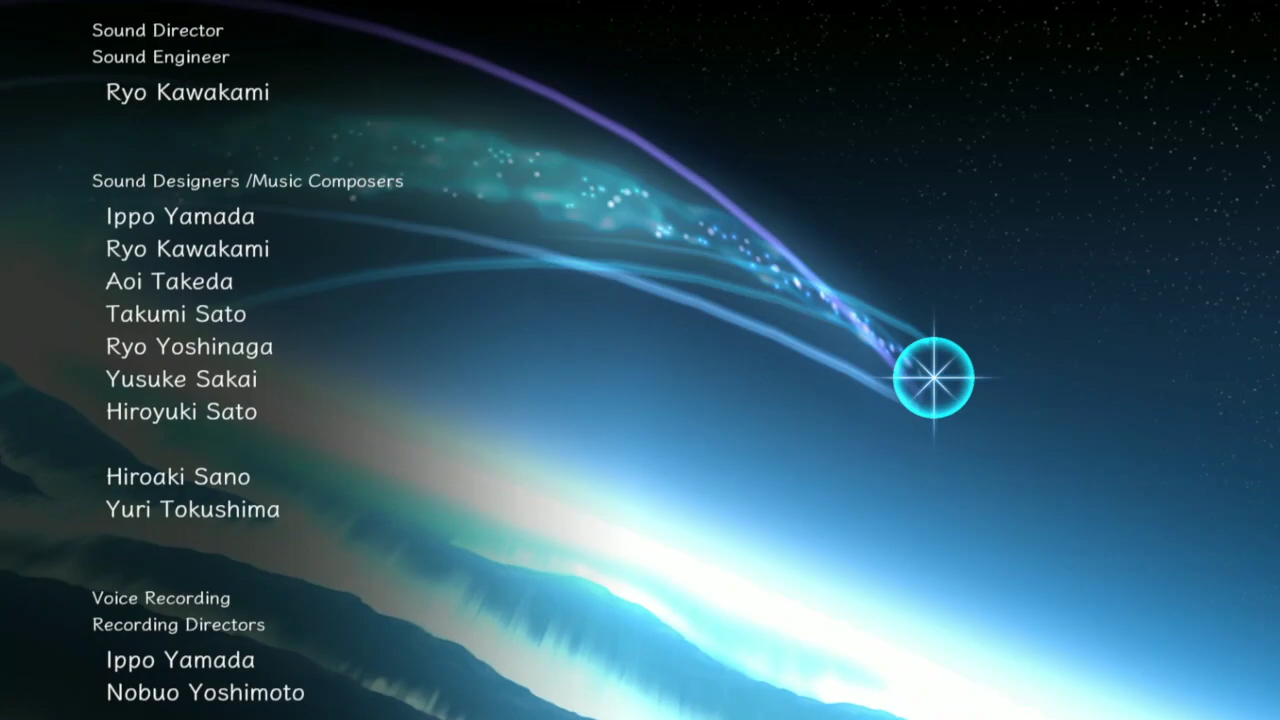 Sound Director
Sound Engineer
Ryo Kawakami
Sound Designers /Music Composers
Ippo Yamada
Ryo Kawakami
Aoi Takeda
Takumi Sato
Ryo Yoshinaga
Yusuke Sakai
Hiroyuki Sato
Hiroaki Sano
Yuri Tokushima
Voice Recording
Recording Directors
Ippo Yamada
Nobuo Yoshimoto